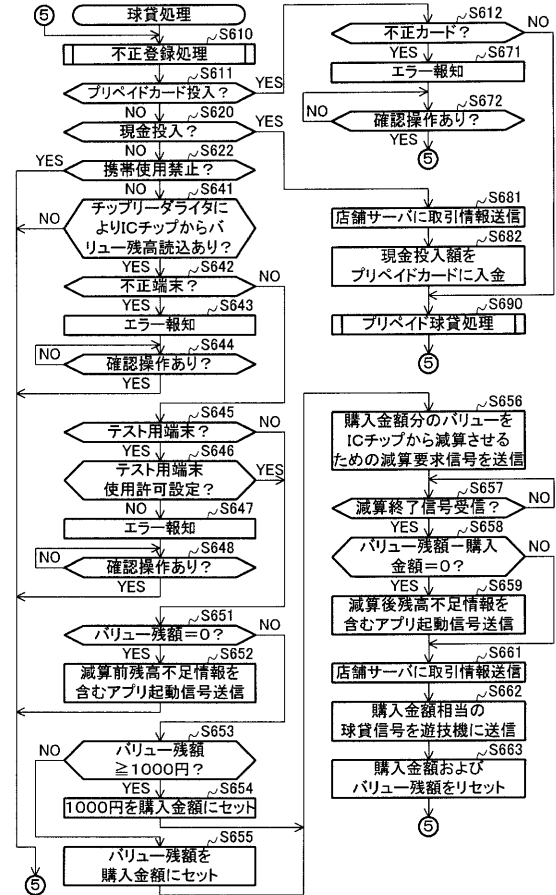 球貸処理
⑤
S610
不正登録処理
S611
プリペイドカード投入？
YES
NO
S620
現金投入？
YES
NO
S622
YES
携帯使用禁止？
NO
S641
NO
チップリーダライタに
よりICチップからバ
リュー残高読込あり？
YES
S642
不正端末？
NO
YES
S643
エラー報知
NO
S644
確認操作あり？
YES
S645
テスト用端末？
NO
YES
S646
テスト用端末
使用許可設定？
YES
NO
S647
エラー報知
NO
S648
確認操作あり？
YES
S651
バリュー残額＝0？
NO
YES
S652
減算前残高不足情報を
含むアプリ起動信号送信
S653
NO
バリュー残額
≧1000円？
YES
S654
1000円を購入金額にセット
S655
バリュー残額を
購入金額にセット
⑤
S612
不正カード？
NO
YES
S671
エラー報知
S672
NO
確認操作あり？
YES
⑤
S681
店舗サーバに取引情報送信
S682
現金投入額を
プリペイドカードに入金
S690
プリペイド球貸処理
⑤
S656
購入金額分のバリューを
ICチップから減算させる
ための減算要求信号を送信
S657
減算終了信号受信？
NO
YES
S658
バリュー残額－購入
金額＝0？
NO
YES
S659
減算後残高不足情報を
含むアプリ起動信号送信
S661
店舗サーバに取引情報送信
S662
購入金額相当の
球貸信号を遊技機に送信
S663
購入金額および
バリュー残額をリセット
⑤